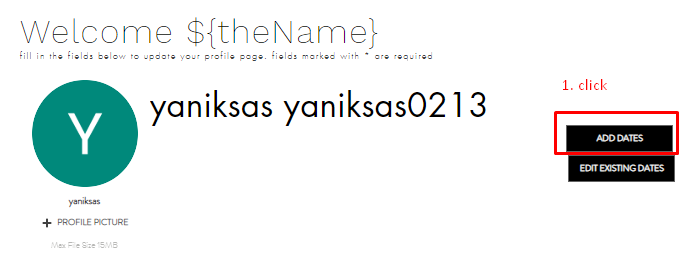 Welcome ${theName}
fill in the fields below to update your profile page. fields marked with * are required
1. click
yaniksas yaniksas0213
Y
ADD DATES
EDIT EXISTING DATES
yaniksas
+ PROFILE PICTURE
Max File Size 15MB